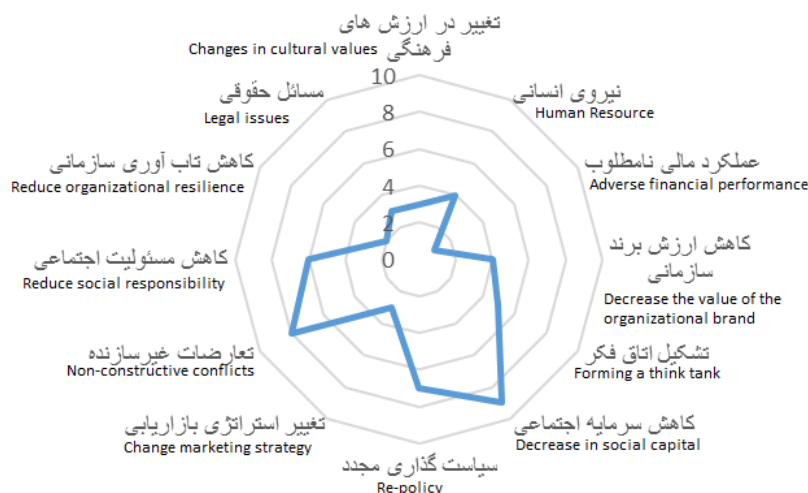 تغییر در ارزش های
فرهنگی
Changes in cultural values
نیروی انسانی
Human Resource
عملکرد مالی نامطلوب
Adverse financial performance
کاهش ارزش برند
سازمانی
Decrease the value of the
organizational brand
تشکیل اتاق فکر
Forming a think tank
کاهش سرمایه اجتماعی
Decrease in social capital
سیاست گذاری مجدد
Re-policy
تغییر استراتژی بازاریابی
Change marketing strategy
تعارضات غیرسازنده
Non-constructive conflicts
کاهش مسئولیت اجتماعی
Reduce social responsibility
کاهش تاب آوری سازمانی
Reduce organizational resilience
مسائل حقوقی
Legal issues
10
8
6
4
2
0